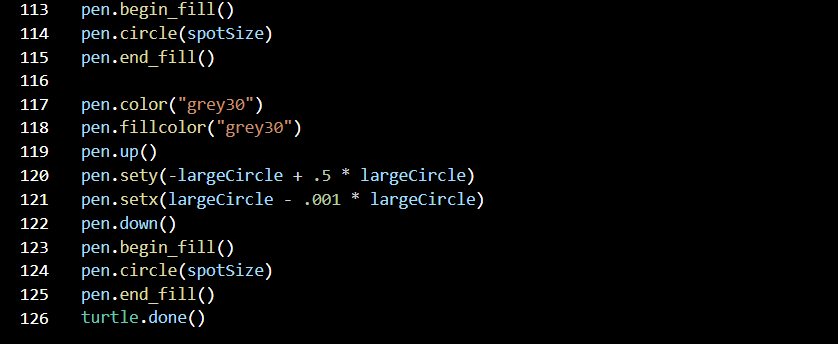 113 pen.begin_fill()
114 pen.circle(spotSize)
115 pen.end_fill()
116
117 pen.color("grey30")
118 pen.fillcolor("grey30")
119 pen.up()
120 pen.sety(-largeCircle + .5 * largeCircle)
121 pen.setx(largeCircle - .001 * largeCircle)
122 pen.down()
123 pen.begin_fill()
124 pen.circle(spotSize)
125 pen.end_fill()
126 turtle.done()